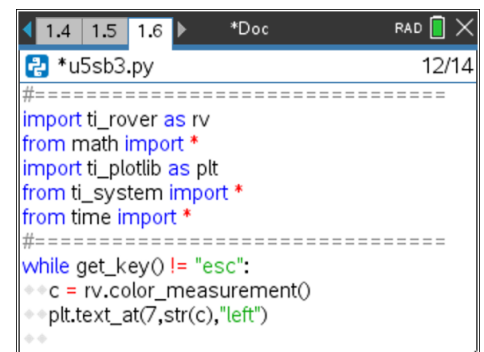 1.4 1.5 1.6 *Doc RAD
*u5sb3.py 12/14
#================================
import ti_rover as rv
from math import *
import ti_plotlib as plt
from ti_system import *
from time import *
#================================
while get_key() != "esc":
◆◆c = rv.color_measurement()
◆◆plt.text_at(7,str(c),"left")
◆◆